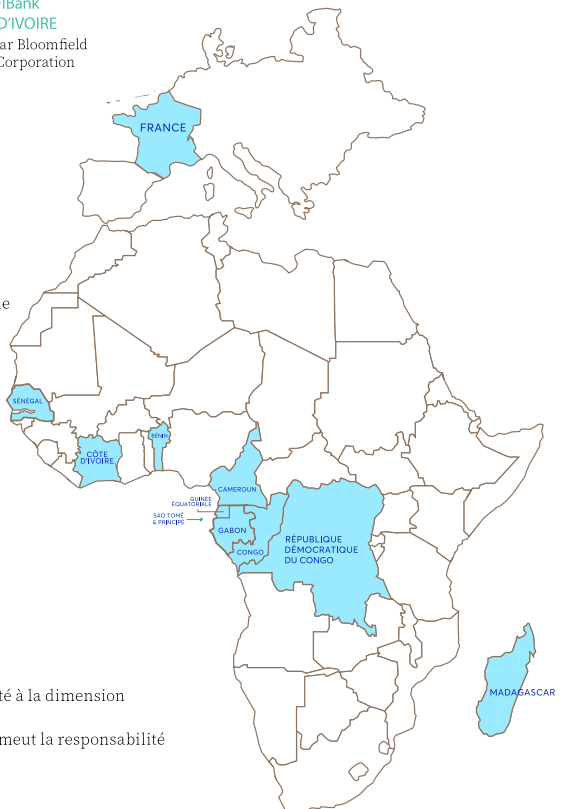 D'IVOIRE
ar Bloomfield
Corporation
FRANCE
SÉNÉGAL
CÔTE
D'IVOIRE
BÉNIN
CAMEROUN
GUINÉE
ÉQUATORIALE
SAO TOMÉ
& PRINCIPE
GABON
CONGO
RÉPUBLIQUE
DÉMOCRATIQUE
DU CONGO
MADAGASCAR
té à la dimension
meut la responsabilité